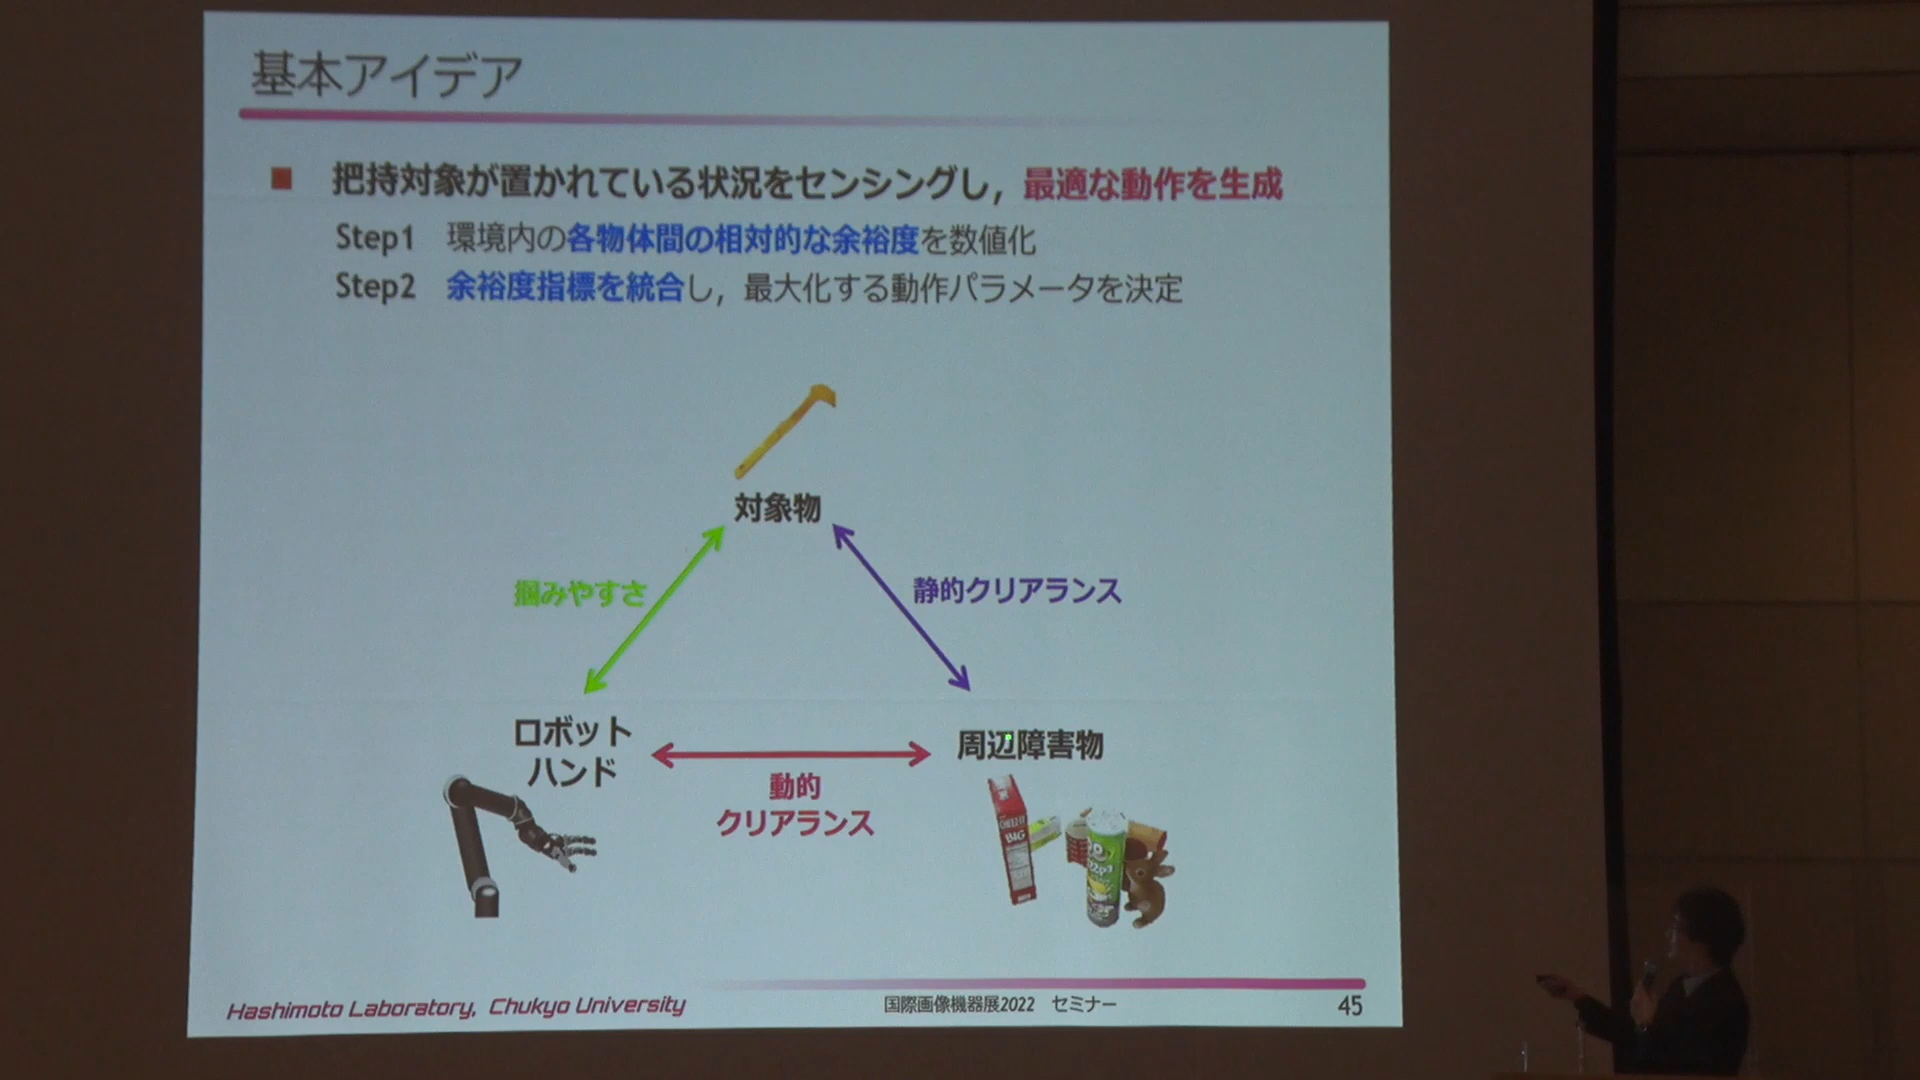 基本アイデア
■ 把持対象が置かれている状況をセンシングし，最適な動作を生成
Step1 環境内の各物体間の相対的な余裕度を数値化
Step2 余裕度指標を統合し，最大化する動作パラメータを決定
対象物
掴みやすさ
静的クリアランス
ロボット
ハンド
周辺障害物
動的
クリアランス
CHEEZ-IT
BIG
Hashimoto Laboratory, Chukyo University
国際画像機器展2022 セミナー
45